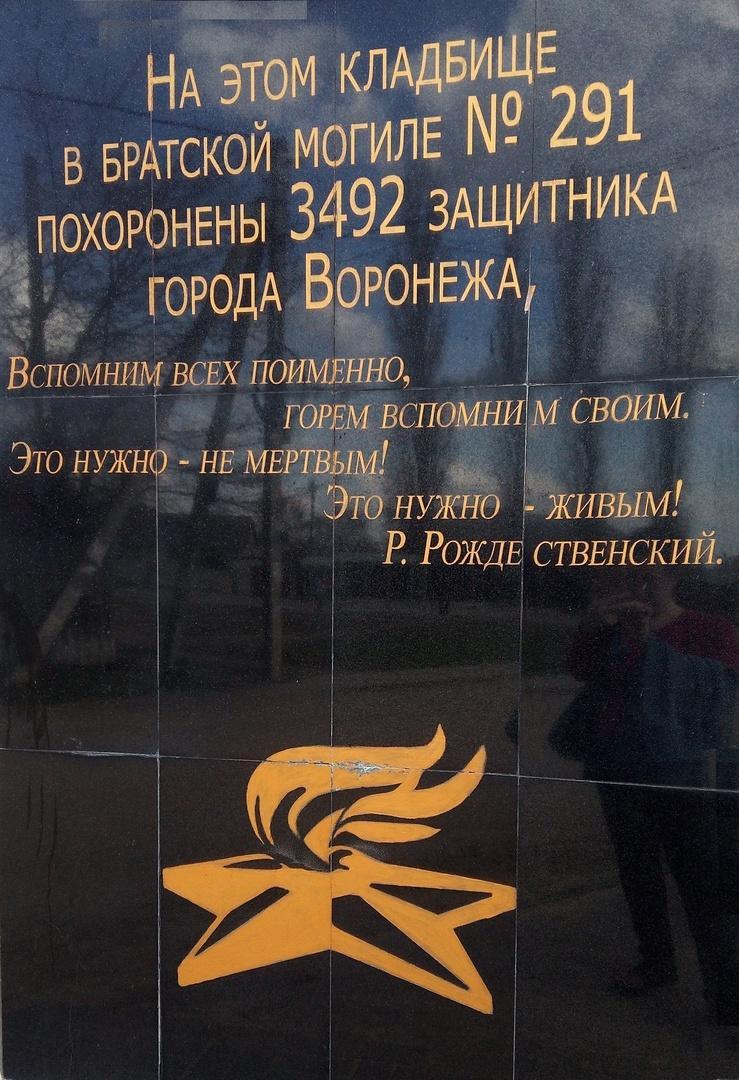 На этом кладбище
в братской могиле № 291
похоронены 3492 защитника
города Воронежа,
Вспомним всех поименно,
горем вспомним своим.
Это нужно - не мертвым!
Это нужно - живым!
Р. Рождественский.